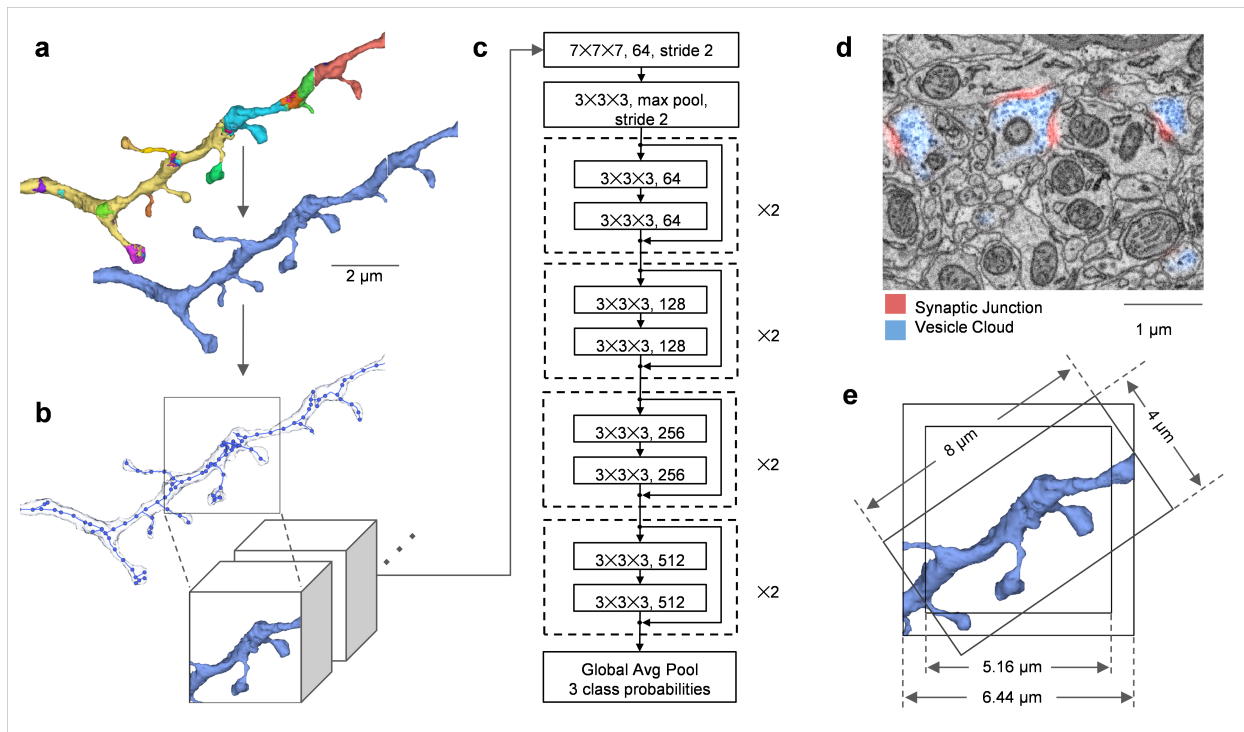 a
2 µm
b
c
7×7×7, 64, stride 2
3×3×3, max pool,
stride 2
3×3×3, 64
3×3×3, 64
×2
3×3×3, 128
3×3×3, 128
×2
3×3×3, 256
3×3×3, 256
×2
3×3×3, 512
3×3×3, 512
×2
Global Avg Pool
3 class probabilities
d
Synaptic Junction
Vesicle Cloud
1 µm
e
8 µm
4 µm
5.16 µm
6.44 µm